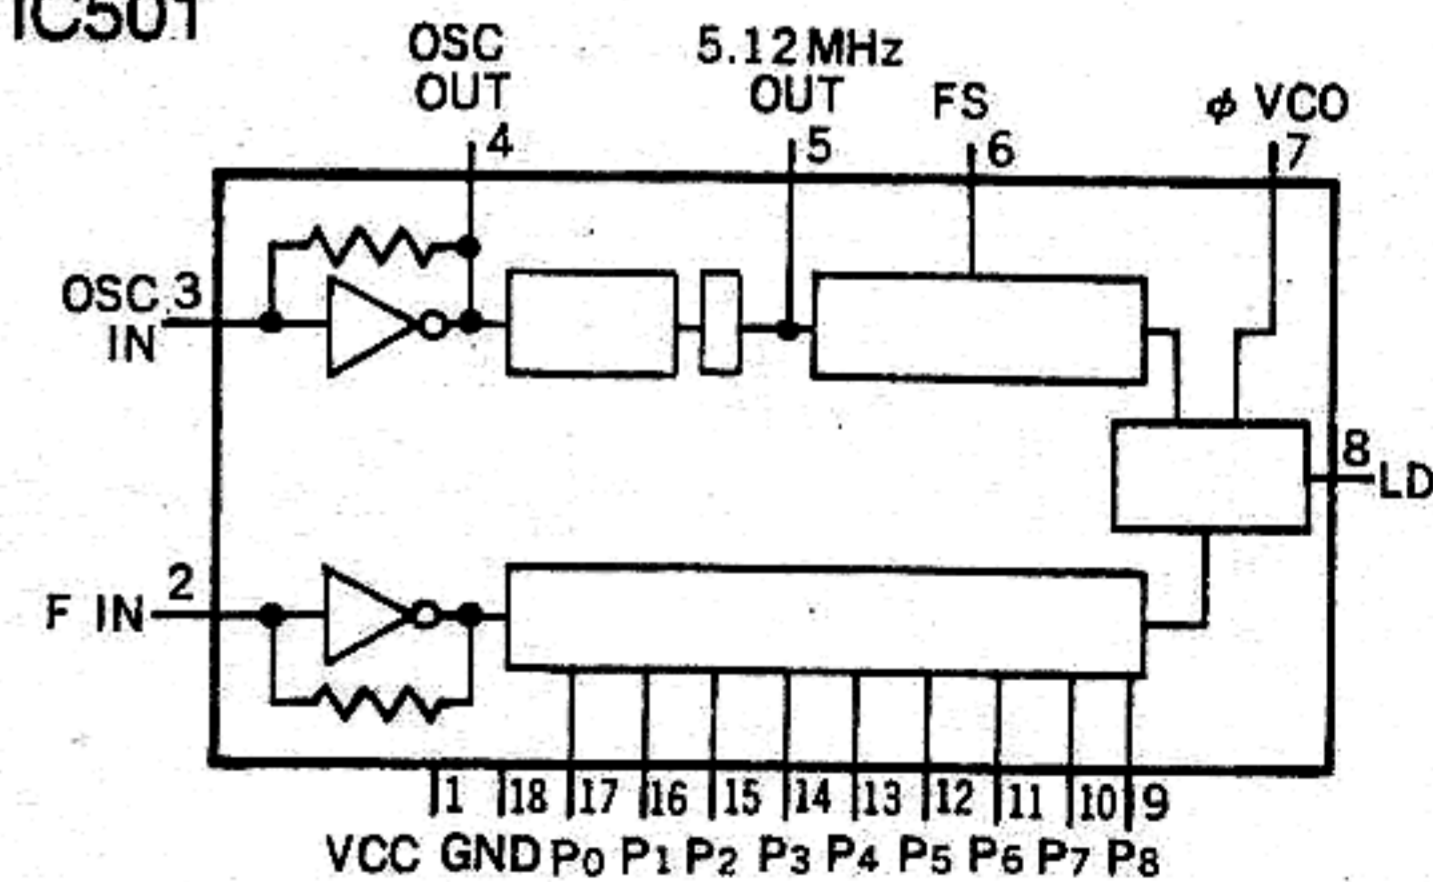 IC501
OSC
OUT
4
5.12MHz
OUT
5
FS
6
φ VCO
7
OSC 3
IN
8
LD
2
F IN
1 18 17 16 15 14 13 12 11 10 9
VCC GND P0 P1 P2 P3 P4 P5 P6 P7 P8